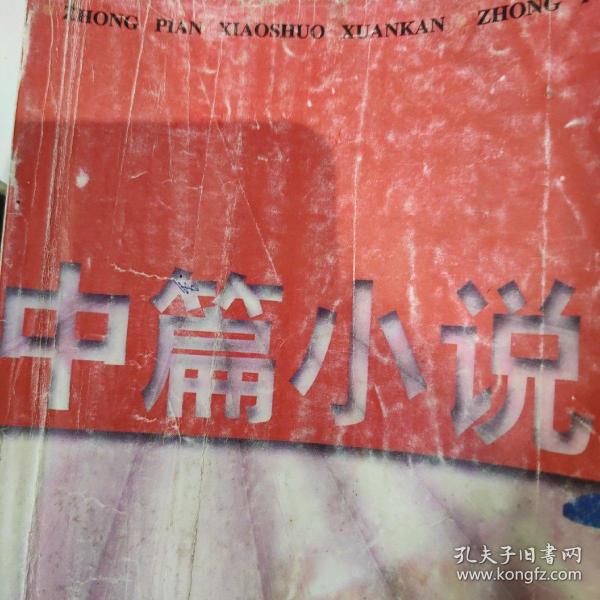 ZHONG PIAN XIAOSHUO XUANKAN ZHONG
中篇小说
孔夫子旧书网
www.kongfz.com